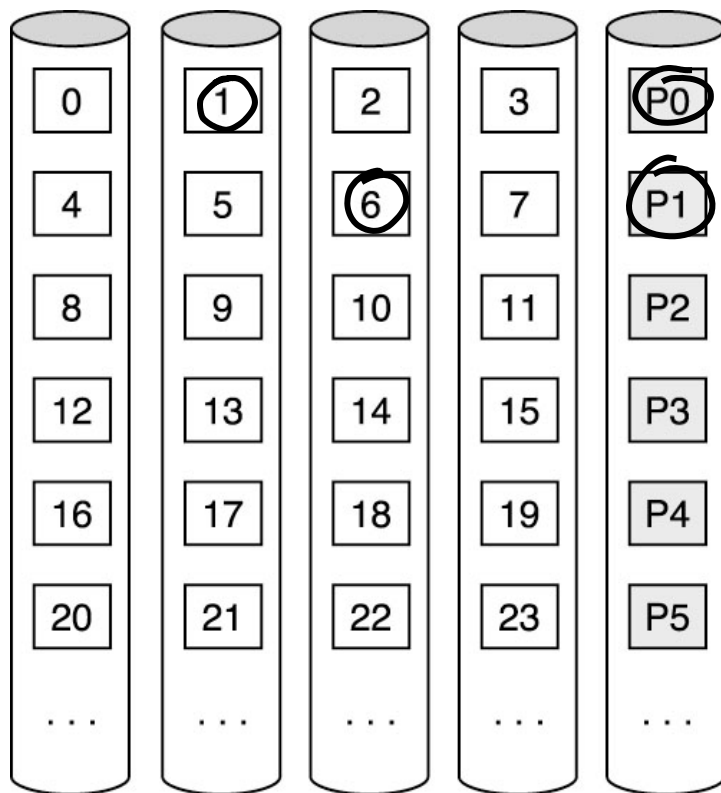 0 1 2 3 P0
4 5 6 7 P1
8 9 10 11 P2
12 13 14 15 P3
16 17 18 19 P4
20 21 22 23 P5
. . . . . . . . . . . . . . .